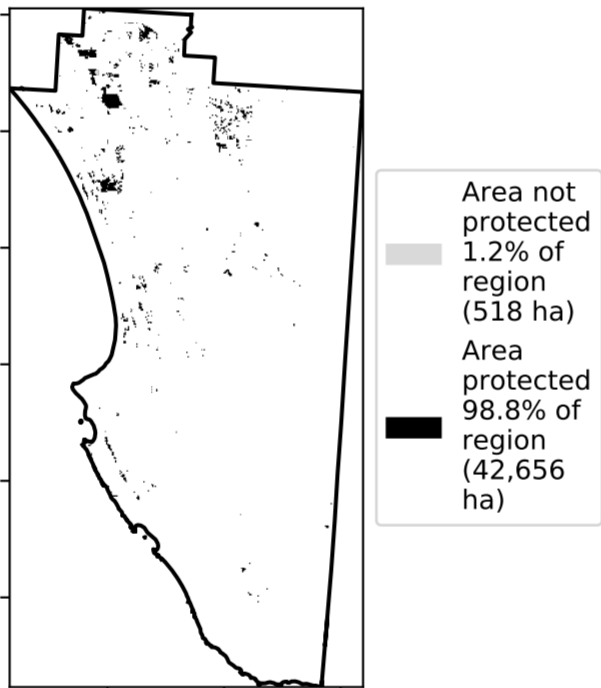 Area not
protected
1.2% of
region
(518 ha)
Area
protected
98.8% of
region
(42,656
ha)